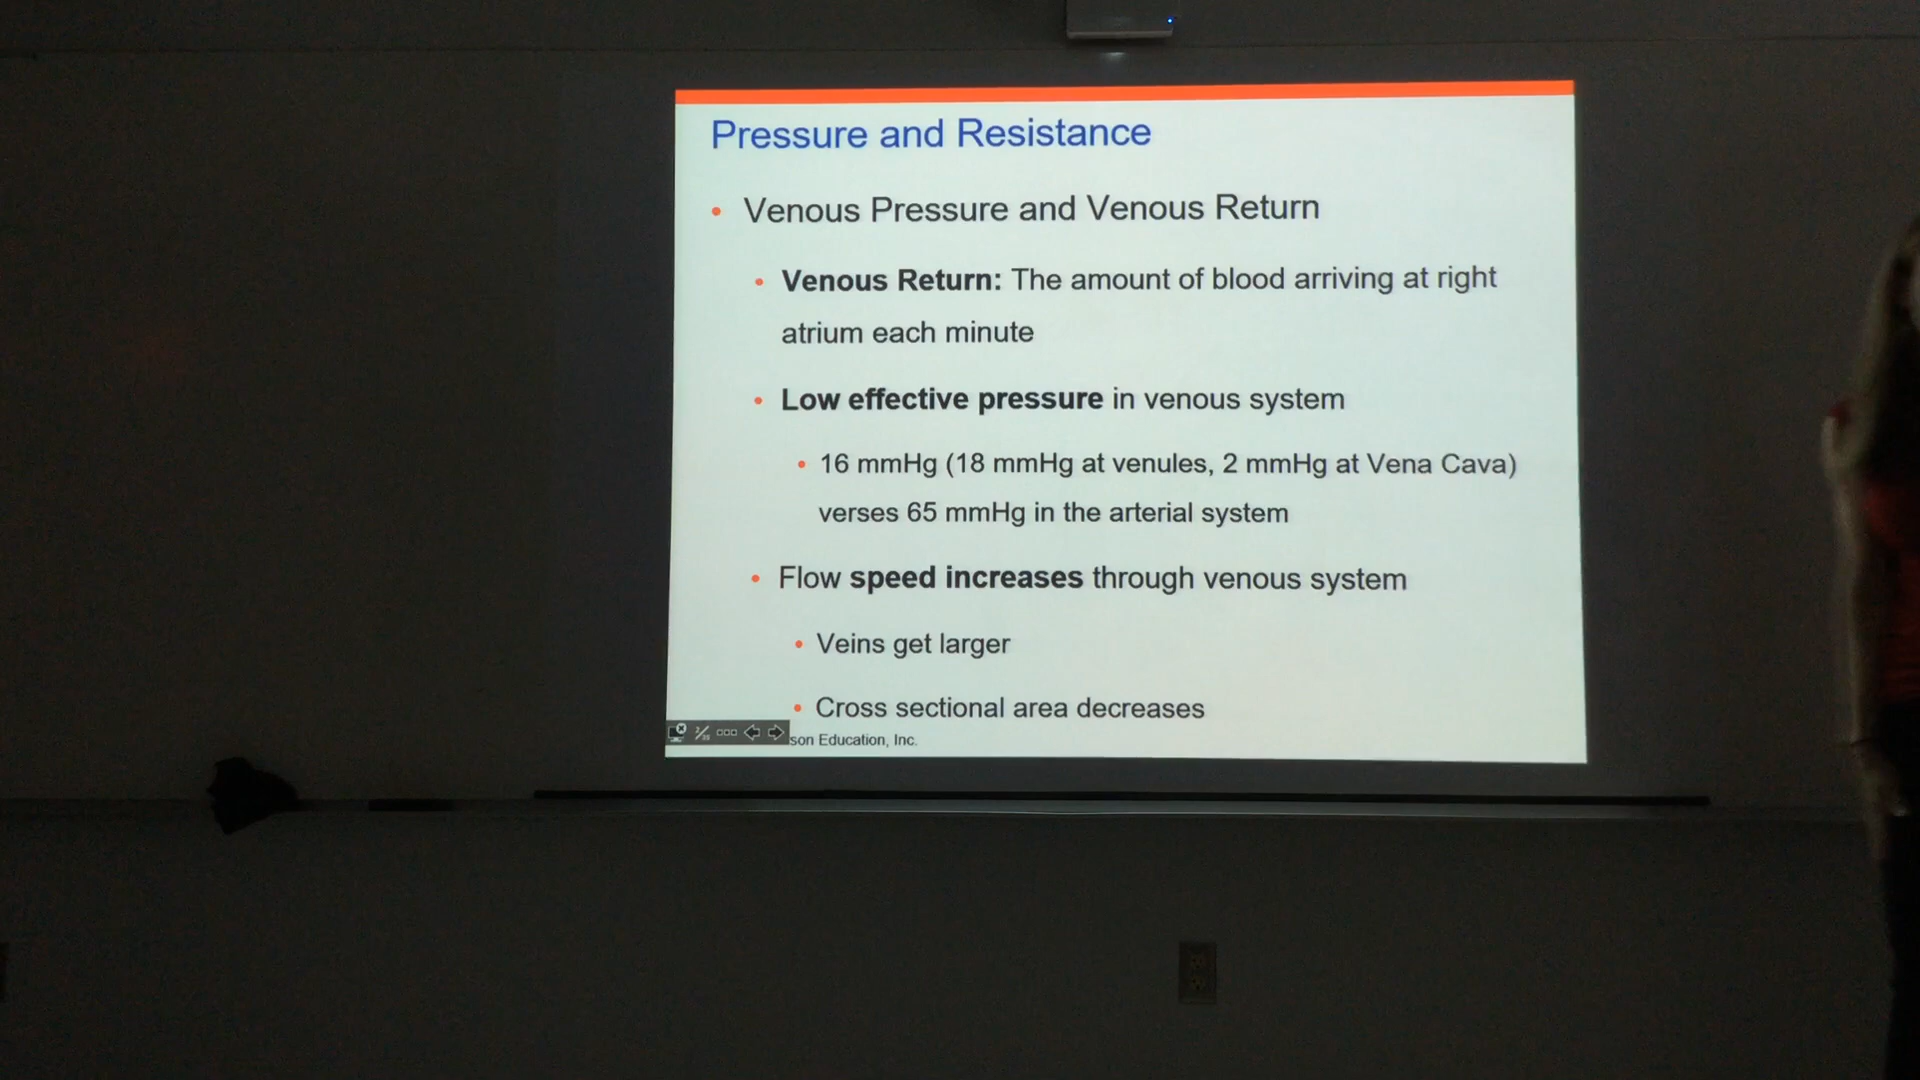 Pressure and Resistance
• Venous Pressure and Venous Return
• Venous Return: The amount of blood arriving at right
atrium each minute
• Low effective pressure in venous system
• 16 mmHg (18 mmHg at venules, 2 mmHg at Vena Cava)
verses 65 mmHg in the arterial system
• Flow speed increases through venous system
• Veins get larger
• Cross sectional area decreases
son Education, Inc.